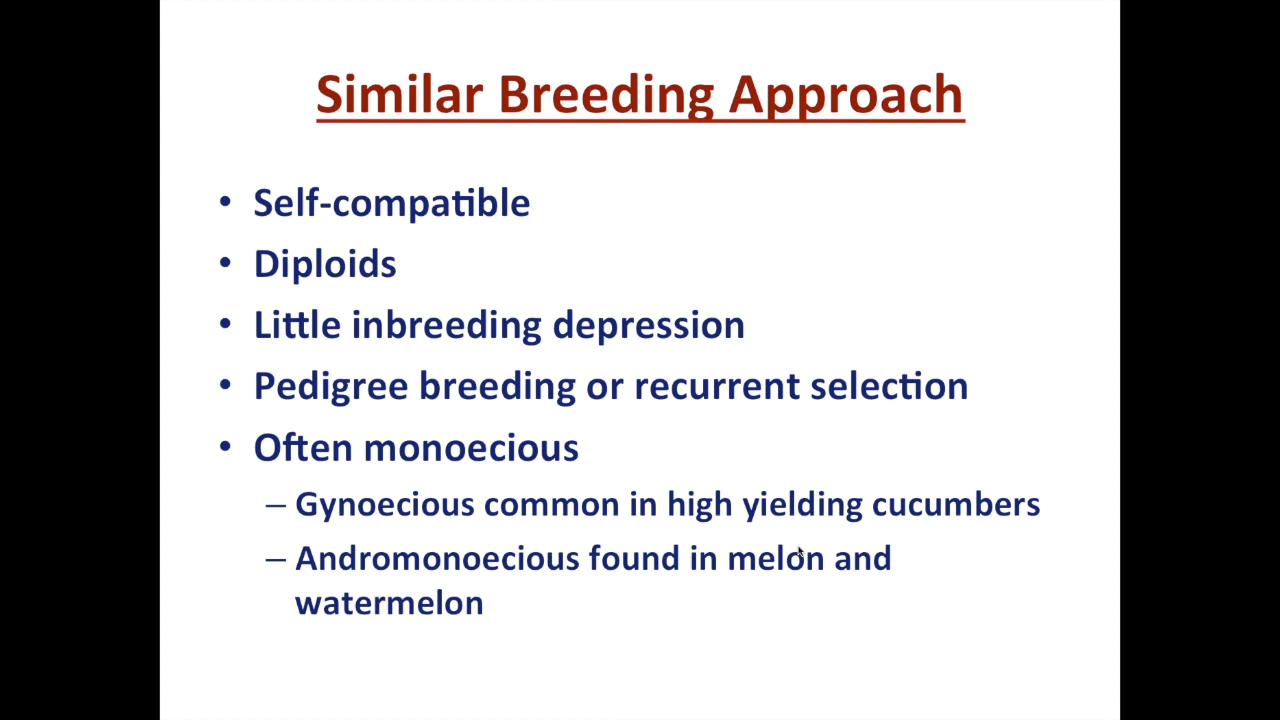 Similar Breeding Approach
• Self-compatible
• Diploids
• Little inbreeding depression
• Pedigree breeding or recurrent selection
• Often monoecious
– Gynoecious common in high yielding cucumbers
– Andromonoecious found in melon and
watermelon